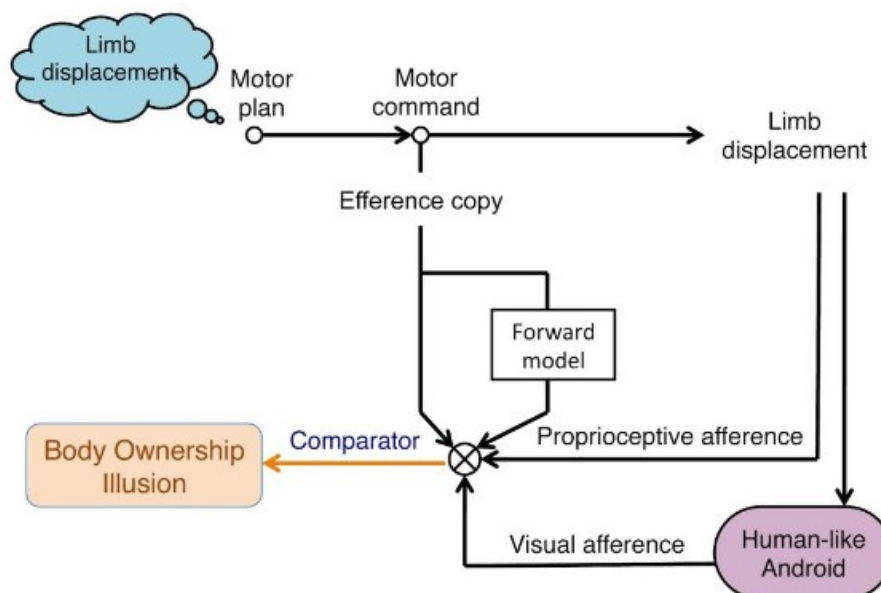 Limb
displacement
Motor
plan
Motor
command
Limb
displacement
Efference copy
Forward
model
Body Ownership
Illusion
Comparator
Proprioceptive afference
Visual afference
Human-like
Android